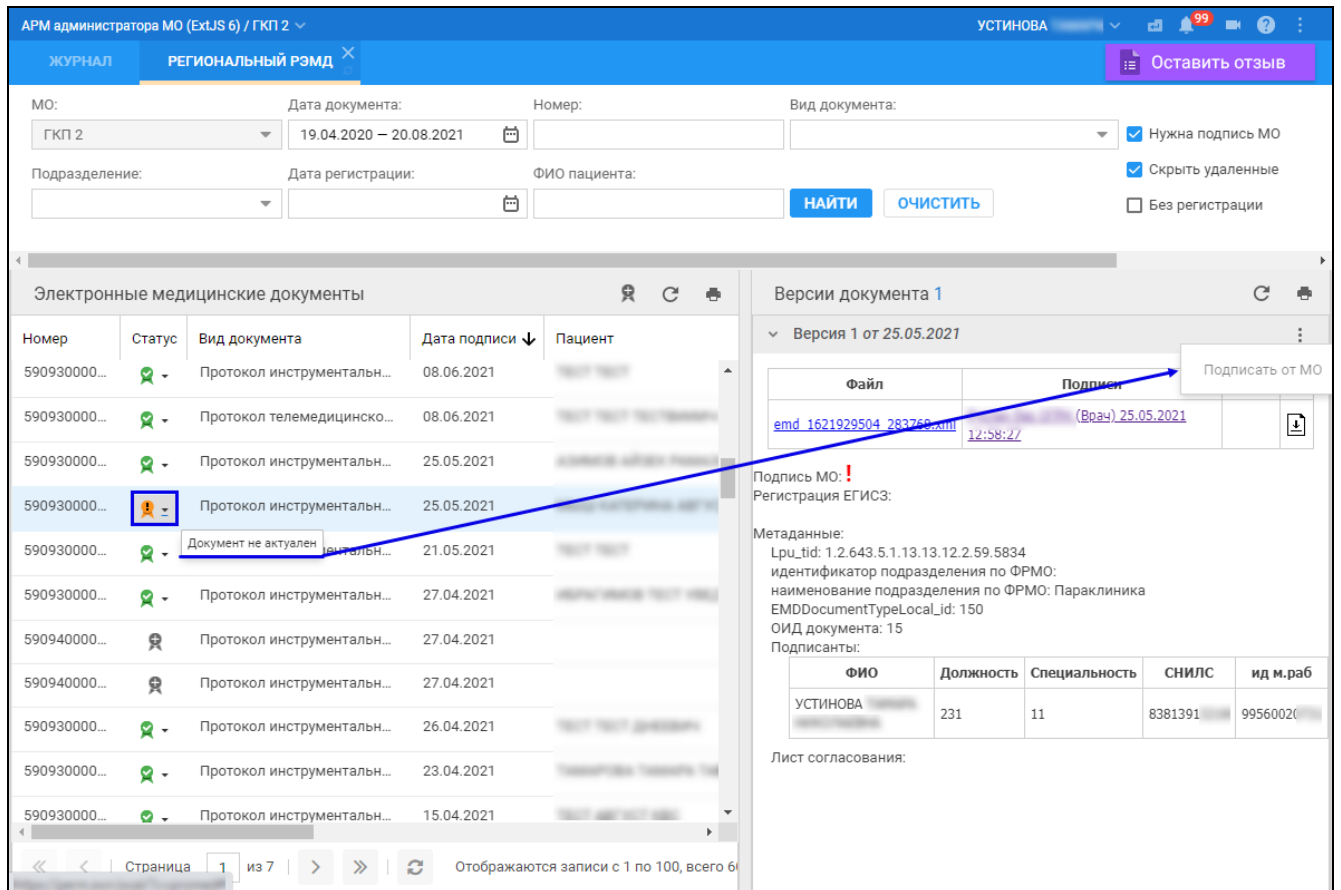 АРМ администратора МО (ExtJS 6) / ГКП 2 УСТИНОВА 99
ЖУРНАЛ РЕГИОНАЛЬНЫЙ РЭМД Оставить отзыв
МО: Дата документа: Номер: Вид документа:
ГКП 2 19.04.2020 — 20.08.2021 Нужна подпись МО
Подразделение: Дата регистрации: ФИО пациента: Скрыть удаленные
НАЙТИ ОЧИСТИТЬ Без регистрации
Электронные медицинские документы
Номер Статус Вид документа Дата подписи Пациент
590930000... Протокол инструментальн... 08.06.2021
590930000... Протокол телемедицинско... 08.06.2021
590930000... Протокол инструментальн... 25.05.2021
590930000... Протокол инструментальн... 25.05.2021
Документ не актуален
590930000... 21.05.2021
590930000... Протокол инструментальн... 27.04.2021
590940000... Протокол инструментальн... 27.04.2021
590940000... Протокол инструментальн... 27.04.2021
590930000... Протокол инструментальн... 26.04.2021
590930000... Протокол инструментальн... 23.04.2021
590930000... Протокол инструментальн... 15.04.2021
Страница 1 из 7 Отображаются записи с 1 по 100, всего
Версии документа 1
Версия 1 от 25.05.2021
Подписать от МО
Файл Подписи
emd_1621929504_283768.xml (Врач) 25.05.2021
12:58:27
Подпись МО: !
Регистрация ЕГИСЗ:
Метаданные:
Lpu_tid: 1.2.643.5.1.13.13.12.2.59.5834
идентификатор подразделения по ФРМО:
наименование подразделения по ФРМО: Параклиника
EMDDocumentTypeLocal_id: 150
ОИД документа: 15
Подписанты:
ФИО Должность Специальность СНИЛС ид м.раб
УСТИНОВА 231 11 8381391 99560020
Лист согласования: